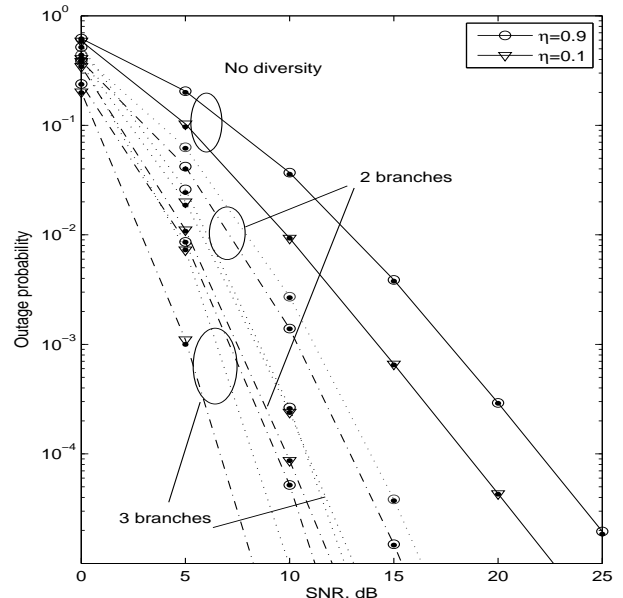 10^0
10^-1
10^-2
10^-3
10^-4
Outage probability
No diversity
η=0.9
η=0.1
2 branches
3 branches
0 5 10 15 20 25
SNR, dB